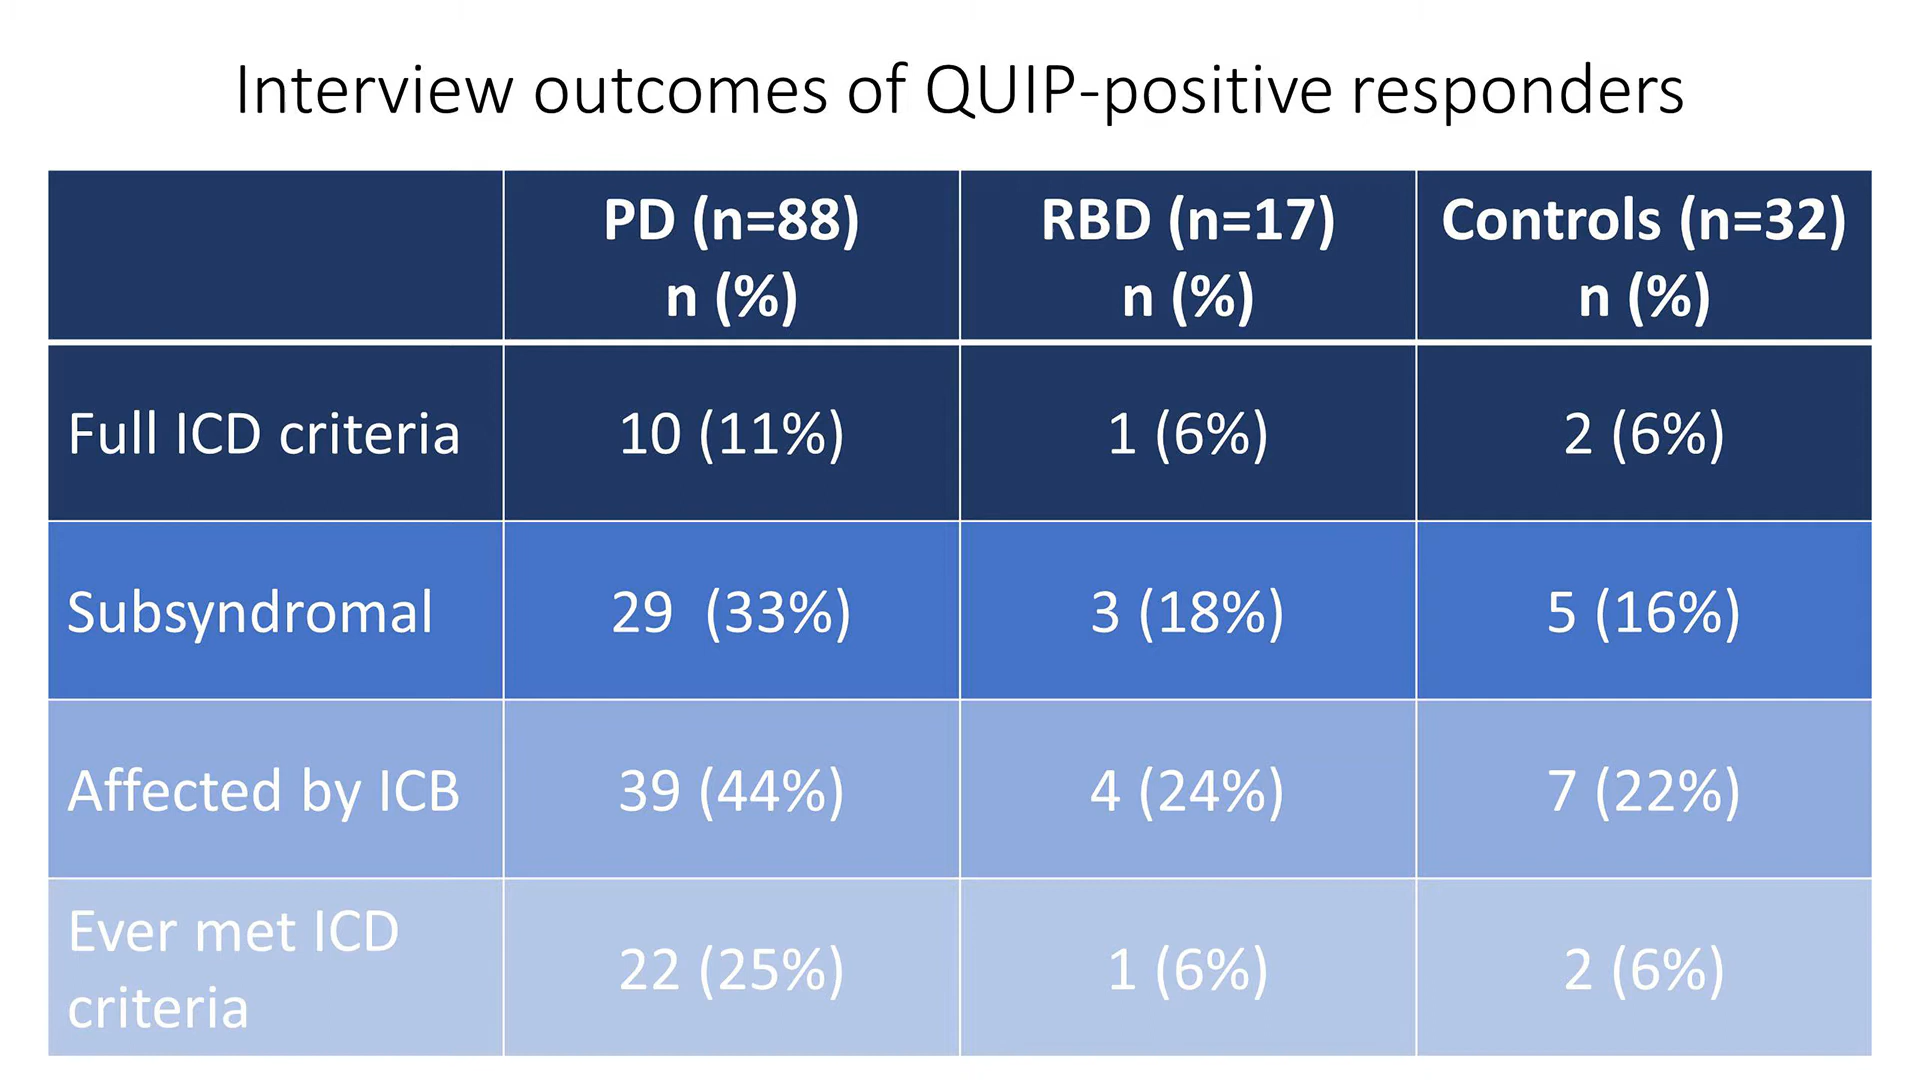 Interview outcomes of QUIP-positive responders
PD (n=88) RBD (n=17) Controls (n=32)
n (%) n (%) n (%)
Full ICD criteria 10 (11%) 1 (6%) 2 (6%)
Subsyndromal 29 (33%) 3 (18%) 5 (16%)
Affected by ICB 39 (44%) 4 (24%) 7 (22%)
Ever met ICD
criteria 22 (25%) 1 (6%) 2 (6%)